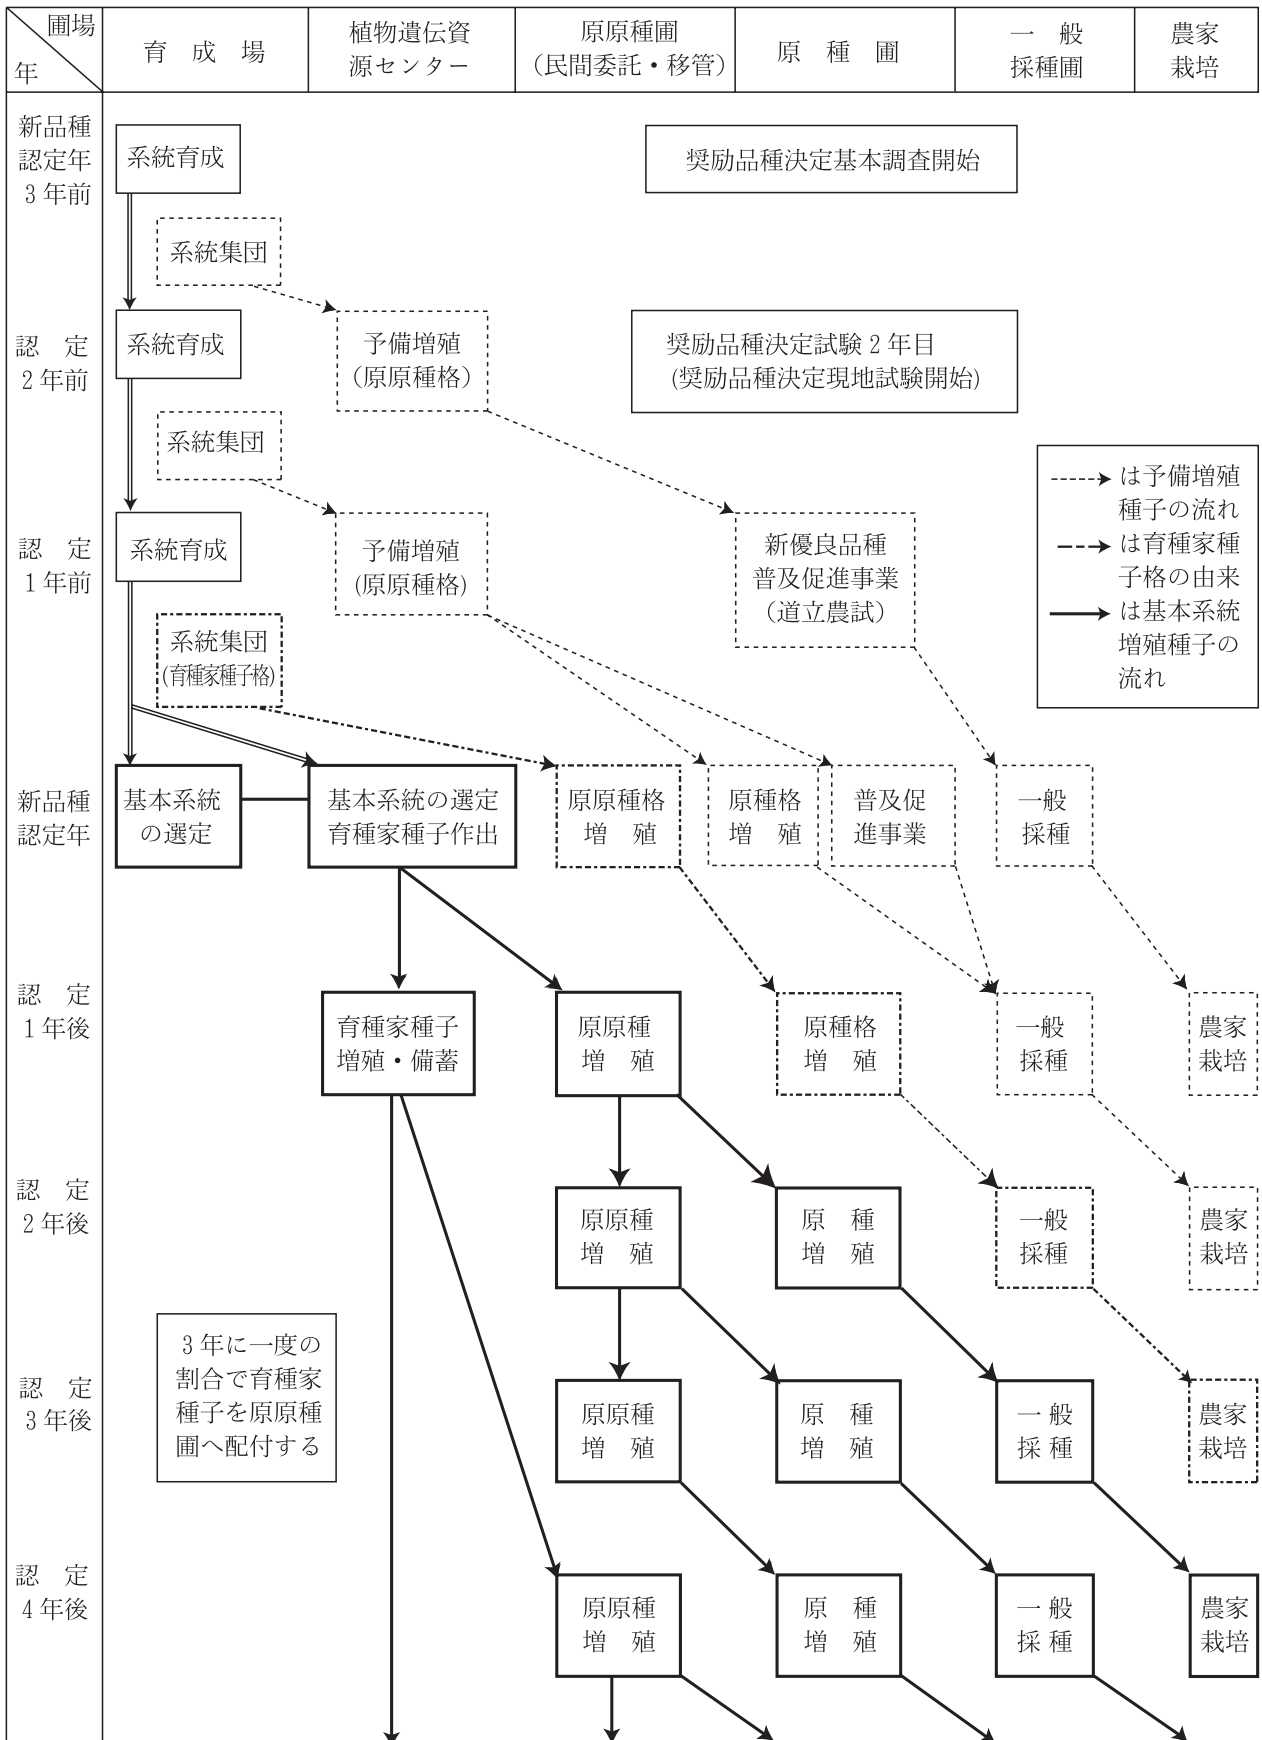 圃場
年
育 成 場
植物遺伝資
源センター
原原種圃
（民間委託・移管）
原 種 圃
一 般
採種圃
農家
栽培
新品種
認定年
3 年前
系統育成
奨励品種決定基本調査開始
系統集団
認 定
2 年前
系統育成
予備増殖
（原原種格）
奨励品種決定試験 2 年目
(奨励品種決定現地試験開始)
系統集団
は予備増殖
種子の流れ
は育種家種
子格の由来
は基本系統
増殖種子の
流れ
認 定
1 年前
系統育成
予備増殖
(原原種格)
新優良品種
普及促進事業
（道立農試）
系統集団
(育種家種子格)
新品種
認定年
基本系統
の選定
基本系統の選定
育種家種子作出
原原種格
増 殖
原種格
増 殖
普及促
進事業
一般
採種
認 定
1 年後
育種家種子
増殖・備蓄
原原種
増 殖
原種格
増 殖
一般
採種
農家
栽培
認 定
2 年後
原原種
増 殖
原 種
増 殖
一般
採種
農家
栽培
3 年に一度の
割合で育種家
種子を原原種
圃へ配付する
認 定
3 年後
原原種
増 殖
原 種
増 殖
一 般
採 種
農家
栽培
認 定
4 年後
原原種
増 殖
原 種
増 殖
一 般
採 種
農家
栽培